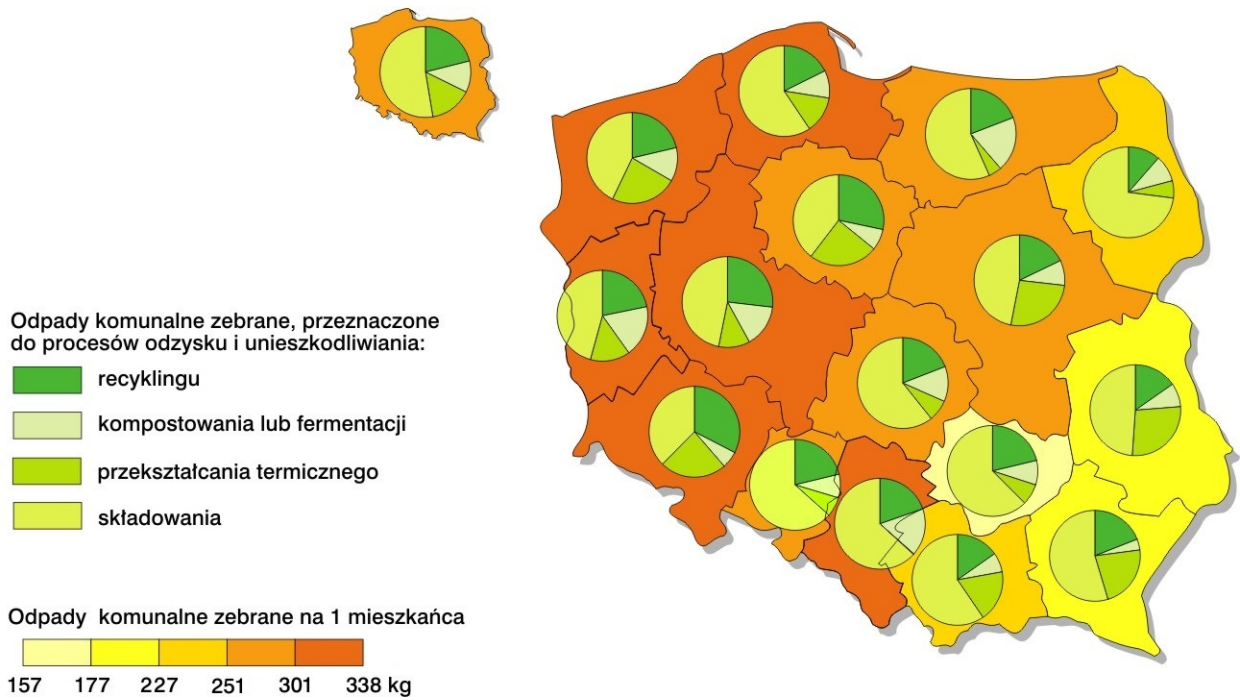 Odpady komunalne zebrane, przeznaczone
do procesów odzysku i unieszkodliwiania:
recyklingu
kompostowania lub fermentacji
przekształcania termicznego
składowania
Odpady komunalne zebrane na 1 mieszkańca
157 177 227 251 301 338 kg